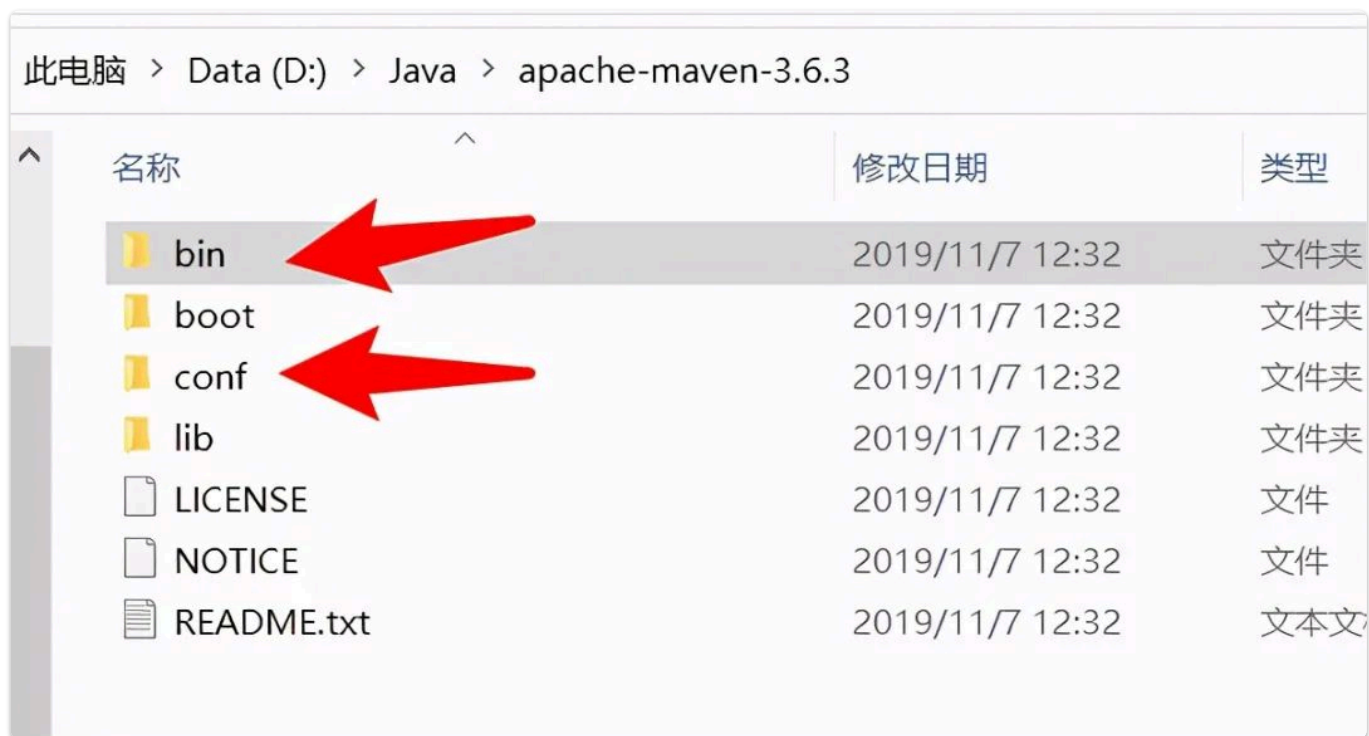 此电脑 > Data (D:) > Java > apache-maven-3.6.3
名称 修改日期 类型
bin 2019/11/7 12:32 文件夹
boot 2019/11/7 12:32 文件夹
conf 2019/11/7 12:32 文件夹
lib 2019/11/7 12:32 文件夹
LICENSE 2019/11/7 12:32 文件
NOTICE 2019/11/7 12:32 文件
README.txt 2019/11/7 12:32 文本文